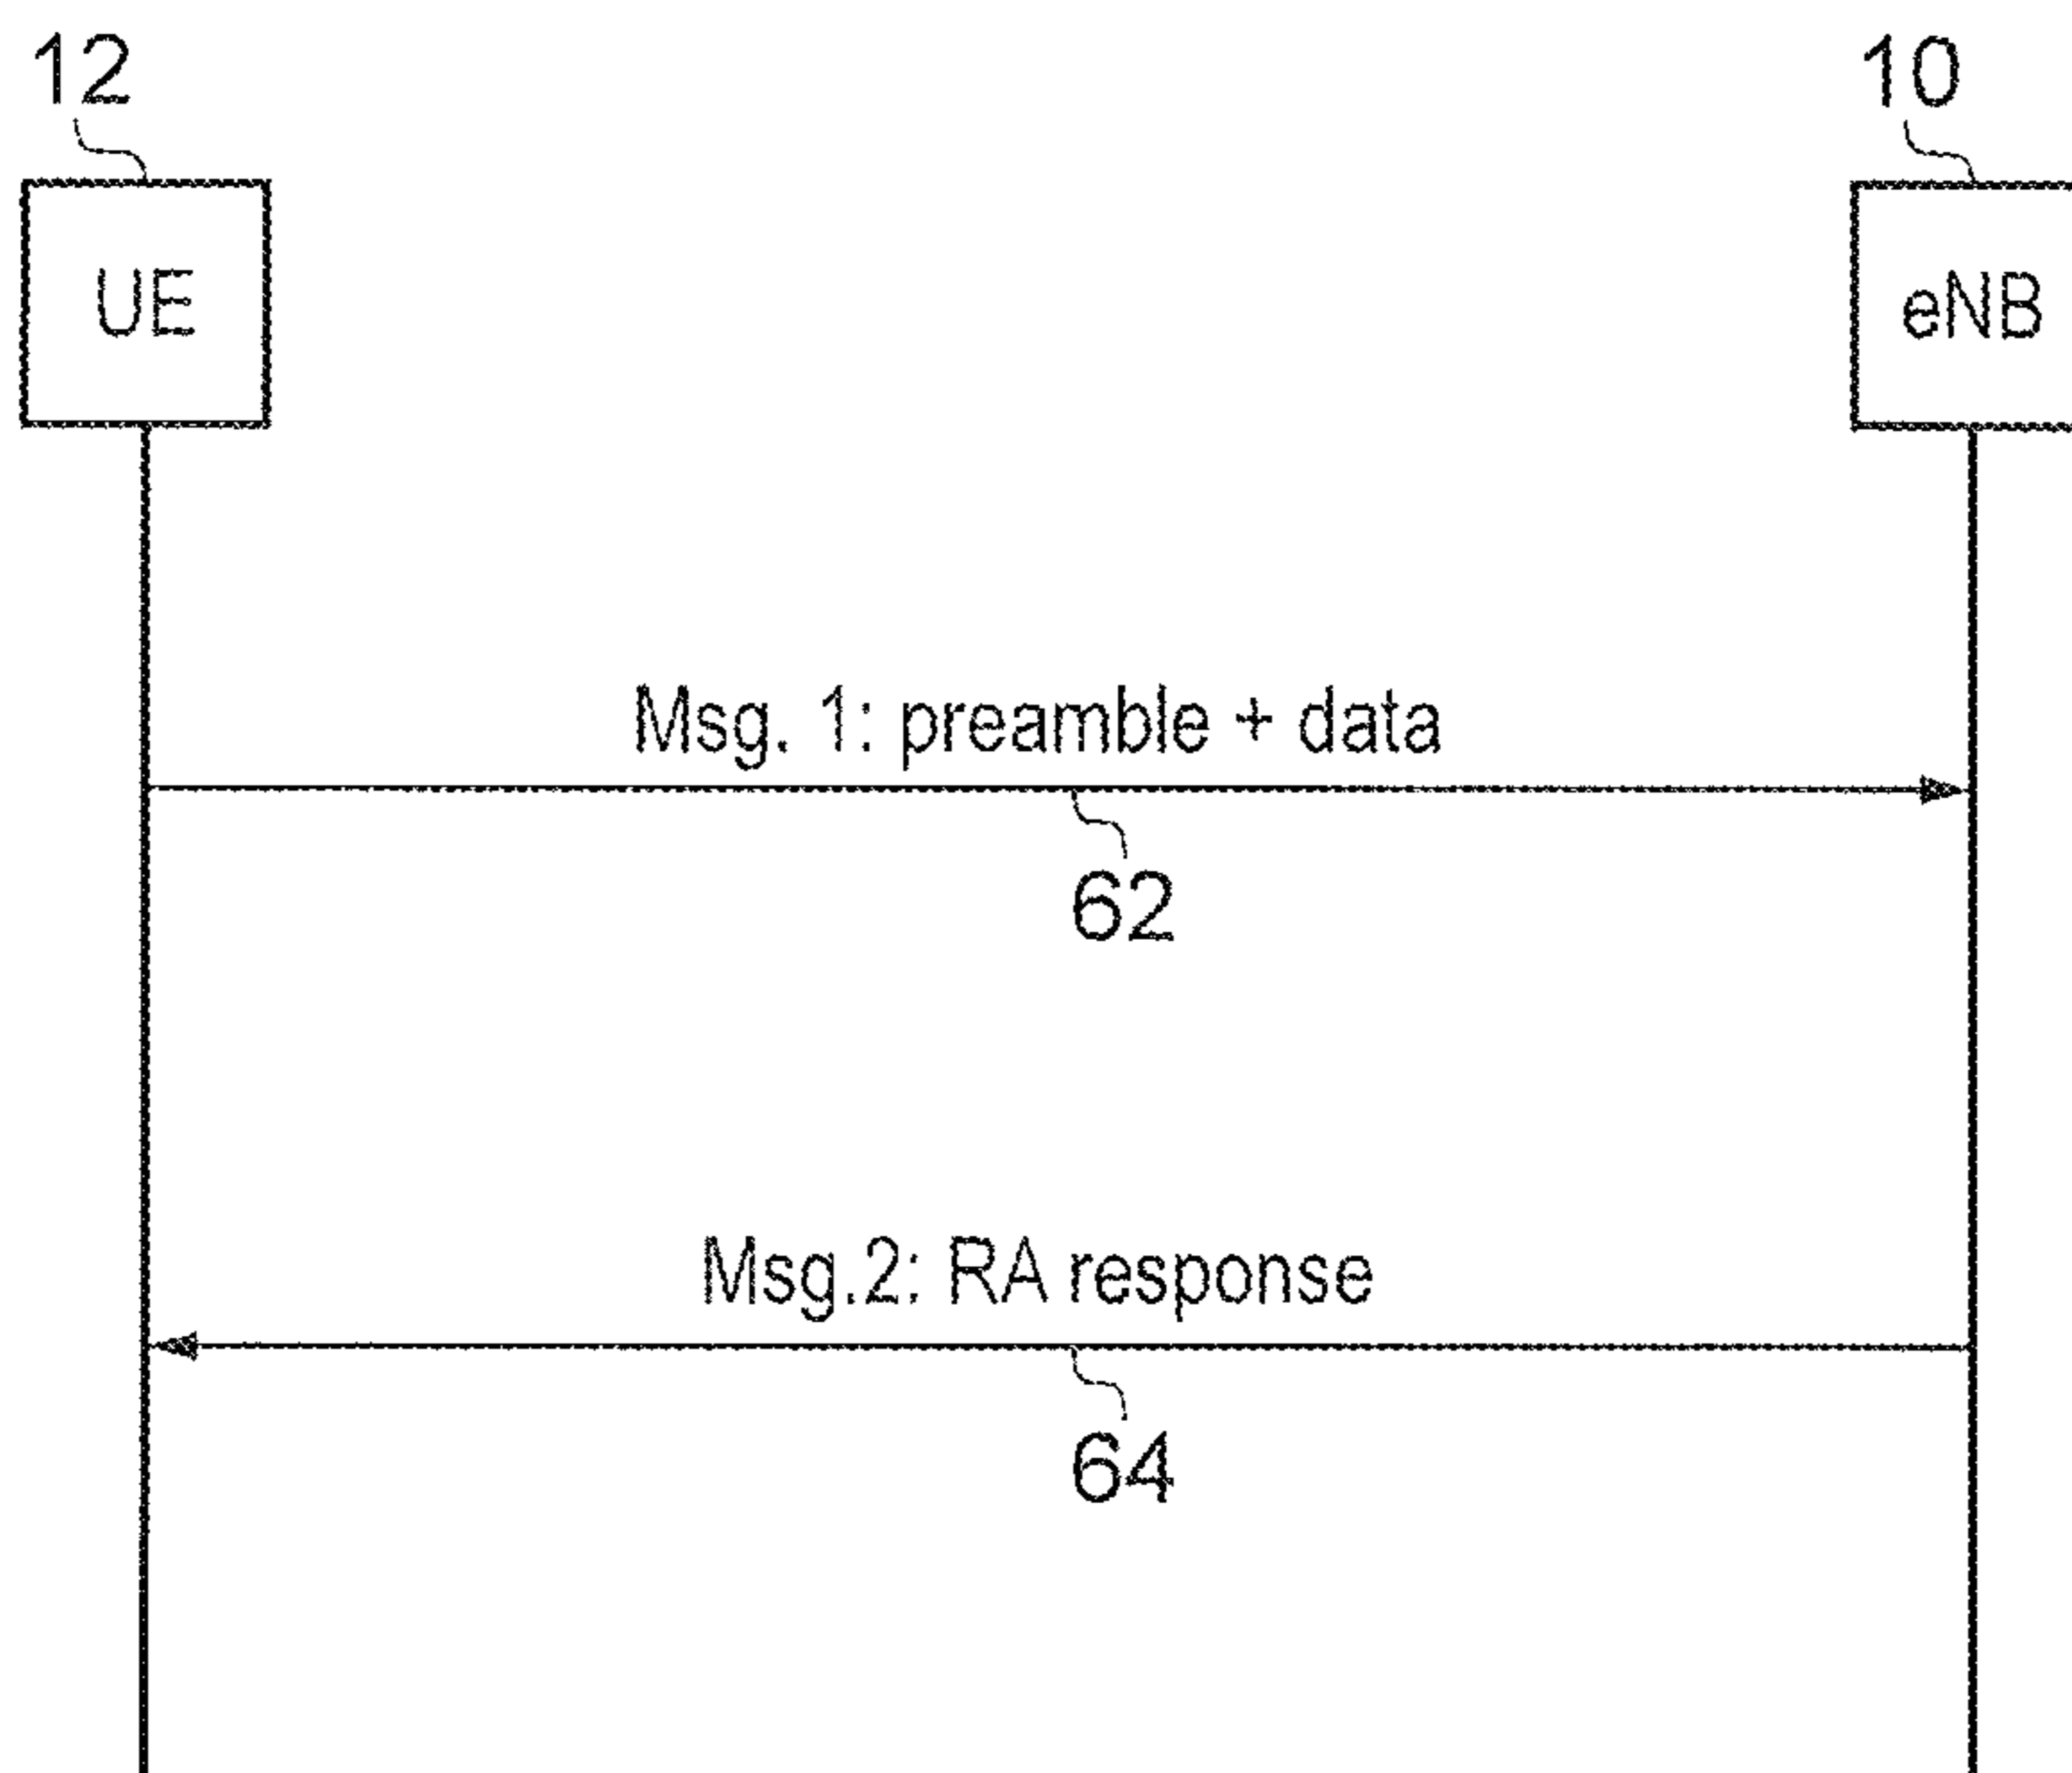 12
10
UE
eNB
Msg. 1: preamble + data
62
Msg.2: RA response
64